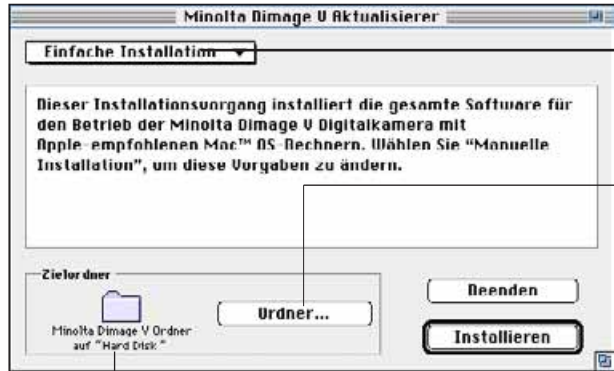 Minolta Dimage V Aktualisierer
Einfache Installation
Dieser Installationsvorgang installiert die gesamte Software für
den Betrieb der Minolta Dimage V Digitalkamera mit
Apple-empfohlenen Mac™ OS-Rechnern. Wählen Sie “Manuelle
Installation”, um diese Vorgaben zu ändern.
Zielordner
Minolta Dimage V Ordner
auf “Hard Disk ”
Ordner...
Beenden
Installieren